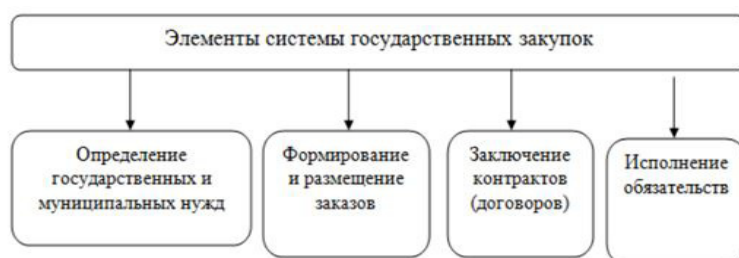 Элементы системы государственных закупок
Определение
государственных и
муниципальных нужд
Формирование
и размещение
заказов
Заключение
контрактов
(договоров)
Исполнение
обязательств